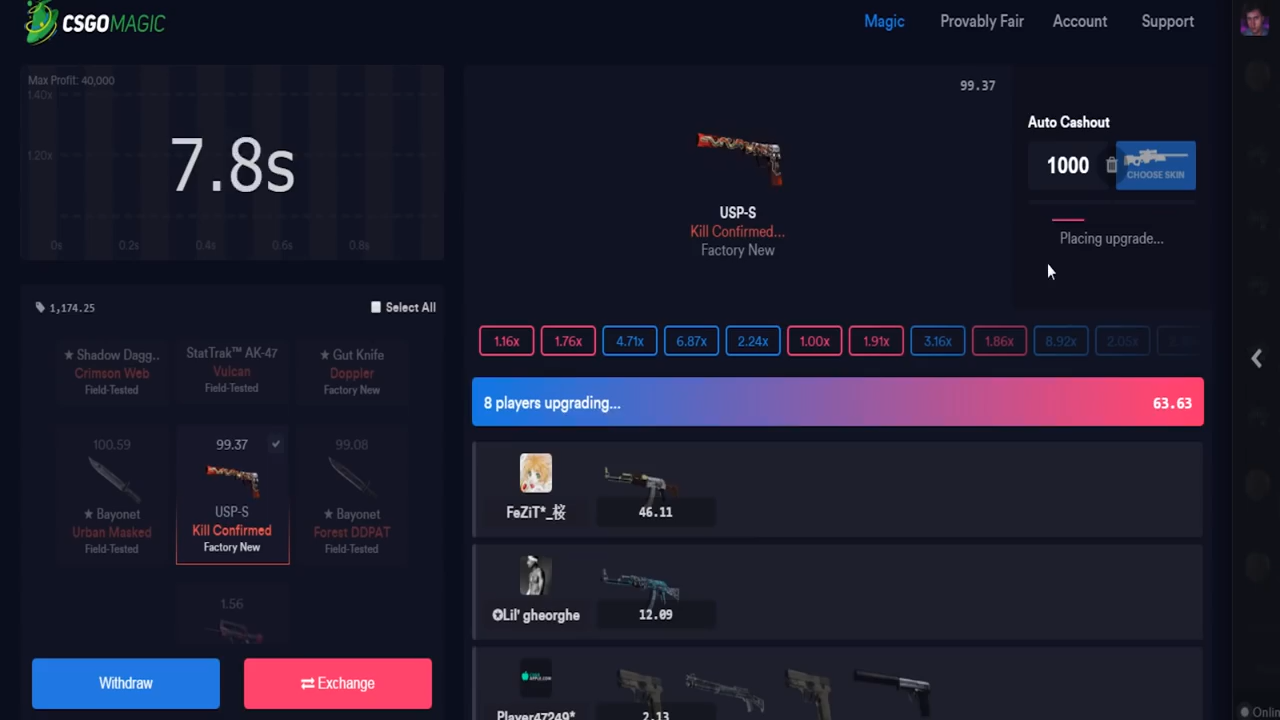 CSGOMAGIC
Magic
Provably Fair
Account
Support
Max Profit: 40,000
1.40x
1.20x
7.8s
0s
0.2s
0.4s
0.6s
0.8s
99.37
USP-S
Kill Confirmed...
Factory New
Auto Cashout
1000
CHOOSE SKIN
Placing upgrade...
1,174.25
Select All
★ Shadow Dagg..
Crimson Web
Field-Tested
StatTrak™ AK-47
Vulcan
Field-Tested
★ Gut Knife
Doppler
Factory New
100.59
★ Bayonet
Urban Masked
Field-Tested
99.37
USP-S
Kill Confirmed
Factory New
99.08
★ Bayonet
Forest DDPAT
Field-Tested
1.56
Withdraw
Exchange
1.16x
1.76x
4.71x
6.87x
2.24x
1.00x
1.91x
3.16x
1.86x
8.92x
2.05x
8 players upgrading...
63.63
FeZiT*_桜
46.11
✪Lil' gheorghe
12.09
Player47249*
2.13
Onlin